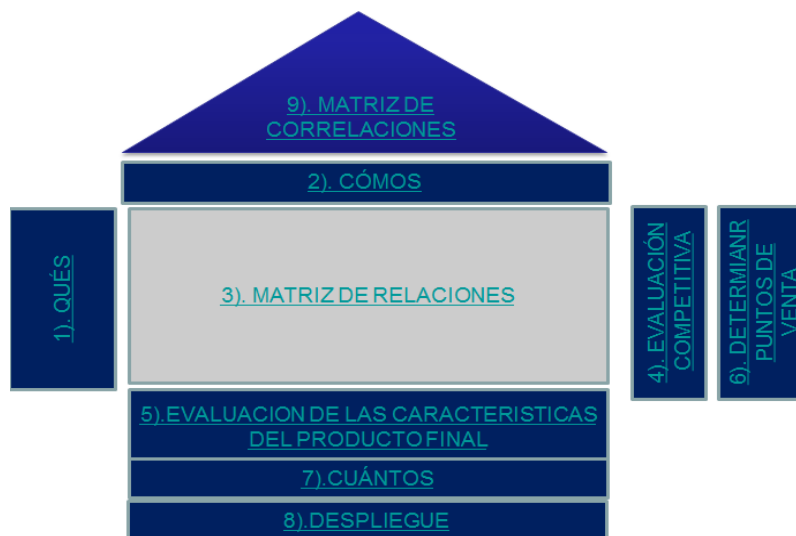 9). MATRIZ DE
CORRELACIONES
2). CÓMOS
1). QUÉS
3). MATRIZ DE RELACIONES
4). EVALUACIÓN
COMPETITIVA
6). DETERMIANR
PUNTOS DE
VENTA
5).EVALUACION DE LAS CARACTERISTICAS
DEL PRODUCTO FINAL
7).CUÁNTOS
8).DESPLIEGUE